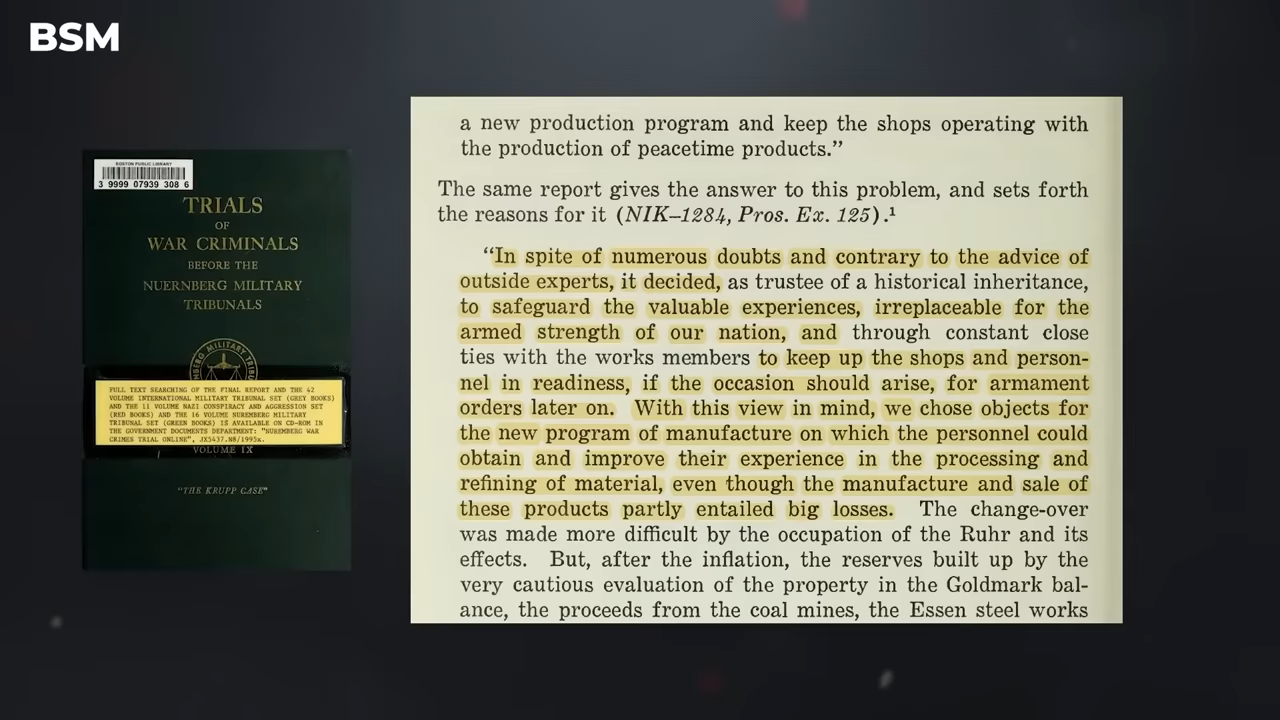 BSM
BOSTON PUBLIC LIBRARY
3 9999 07939 308 6
TRIALS
OF
WAR CRIMINALS
BEFORE THE
NUERNBERG MILITARY
TRIBUNALS
FULL TEXT SEARCHING OF THE FINAL REPORT AND THE 42
VOLUME INTERNATIONAL MILITARY TRIBUNAL SET (GREY BOOKS)
AND THE 11 VOLUME NAZI CONSPIRACY AND AGGRESSION SET
(RED BOOKS) AND THE 16 VOLUME NUREMBERG MILITARY
TRIBUNAL SET (GREEN BOOKS) IS AVAILABLE ON CD-ROM IN
THE GOVERNMENT DOCUMENTS DEPARTMENT: "NUREMBERG WAR
CRIMES TRIAL ONLINE", JX5437.N8/1995a.
VOLUME IX
"THE KRUPP CASE"
a new production program and keep the shops operating with
the production of peacetime products.”
The same report gives the answer to this problem, and sets forth
the reasons for it (NIK–1284, Pros. Ex. 125).¹
“In spite of numerous doubts and contrary to the advice of
outside experts, it decided, as trustee of a historical inheritance,
to safeguard the valuable experiences, irreplaceable for the
armed strength of our nation, and through constant close
ties with the works members to keep up the shops and person-
nel in readiness, if the occasion should arise, for armament
orders later on. With this view in mind, we chose objects for
the new program of manufacture on which the personnel could
obtain and improve their experience in the processing and
refining of material, even though the manufacture and sale of
these products partly entailed big losses. The change-over
was made more difficult by the occupation of the Ruhr and its
effects. But, after the inflation, the reserves built up by the
very cautious evaluation of the property in the Goldmark bal-
ance, the proceeds from the coal mines, the Essen steel works